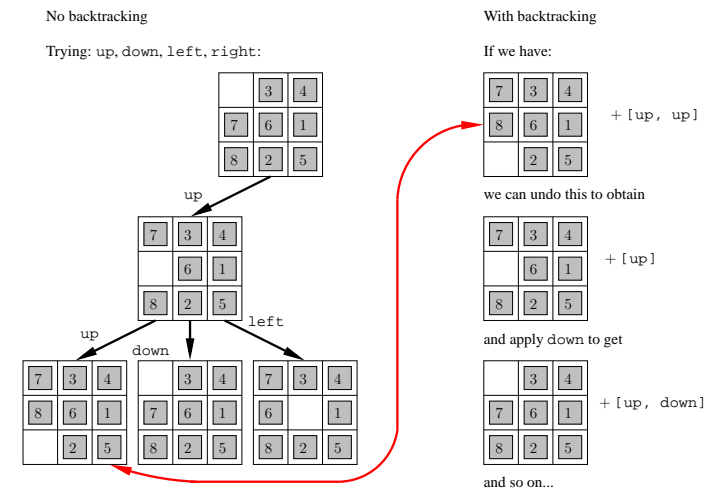 No backtracking
Trying: up, down, left, right:
3 4
7 6 1
8 2 5
up
7 3 4
6 1
8 2 5
up
down
left
7 3 4
8 6 1
2 5
3 4
7 6 1
8 2 5
7 3 4
6 1
8 2 5
With backtracking
If we have:
7 3 4
8 6 1
2 5
+ [up, up]
we can undo this to obtain
7 3 4
6 1
8 2 5
+ [up]
and apply down to get
3 4
7 6 1
8 2 5
+ [up, down]
and so on...